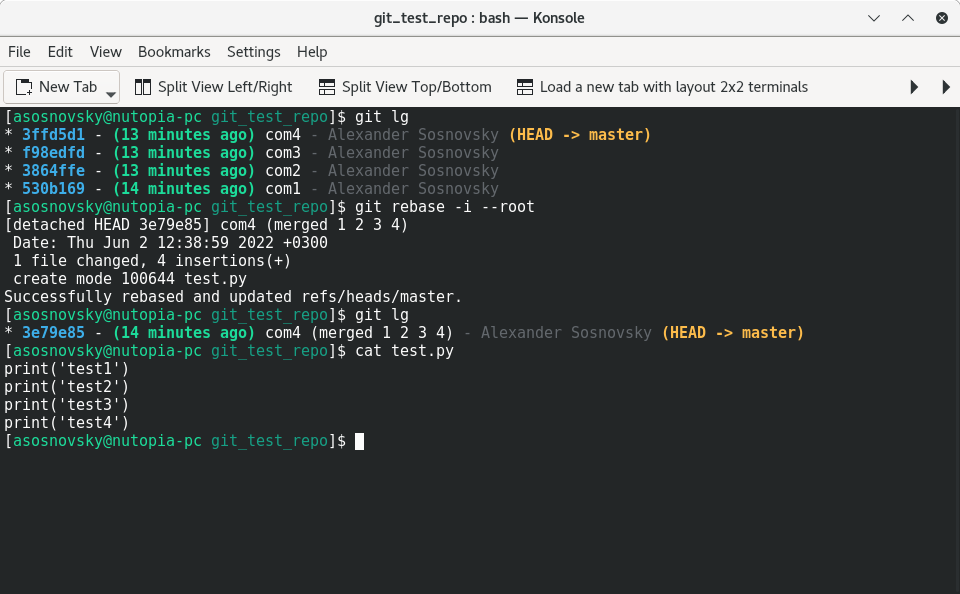 git_test_repo : bash — Konsole
File Edit View Bookmarks Settings Help
New Tab Split View Left/Right Split View Top/Bottom Load a new tab with layout 2x2 terminals
[asosnovsky@nutopia-pc git_test_repo]$ git lg
* 3ffd5d1 - (13 minutes ago) com4 - Alexander Sosnovsky (HEAD -> master)
* f98edfd - (13 minutes ago) com3 - Alexander Sosnovsky
* 3864ffe - (13 minutes ago) com2 - Alexander Sosnovsky
* 530b169 - (14 minutes ago) com1 - Alexander Sosnovsky
[asosnovsky@nutopia-pc git_test_repo]$ git rebase -i --root
[detached HEAD 3e79e85] com4 (merged 1 2 3 4)
 Date: Thu Jun 2 12:38:59 2022 +0300
 1 file changed, 4 insertions(+)
 create mode 100644 test.py
Successfully rebased and updated refs/heads/master.
[asosnovsky@nutopia-pc git_test_repo]$ git lg
* 3e79e85 - (14 minutes ago) com4 (merged 1 2 3 4) - Alexander Sosnovsky (HEAD -> master)
[asosnovsky@nutopia-pc git_test_repo]$ cat test.py
print('test1')
print('test2')
print('test3')
print('test4')
[asosnovsky@nutopia-pc git_test_repo]$